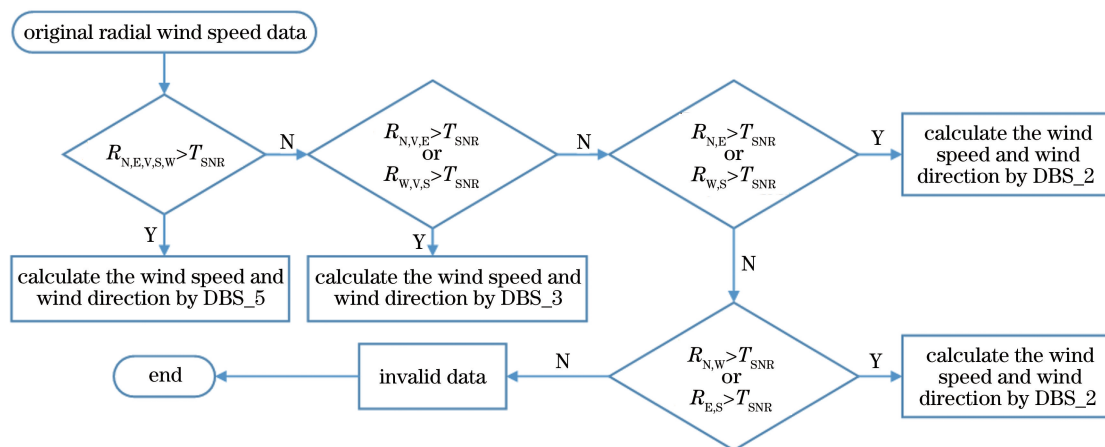 original radial wind speed data
R_N,E,V,S,W>T_SNR
N
R_N,V,E>T_SNR
or
R_W,V,S>T_SNR
N
R_N,E>T_SNR
or
R_W,S>T_SNR
Y
calculate the wind
speed and wind
direction by DBS_2
Y
calculate the wind speed and
wind direction by DBS_5
Y
calculate the wind speed and
wind direction by DBS_3
N
R_N,W>T_SNR
or
R_E,S>T_SNR
Y
calculate the wind
speed and wind
direction by DBS_2
N
invalid data
end